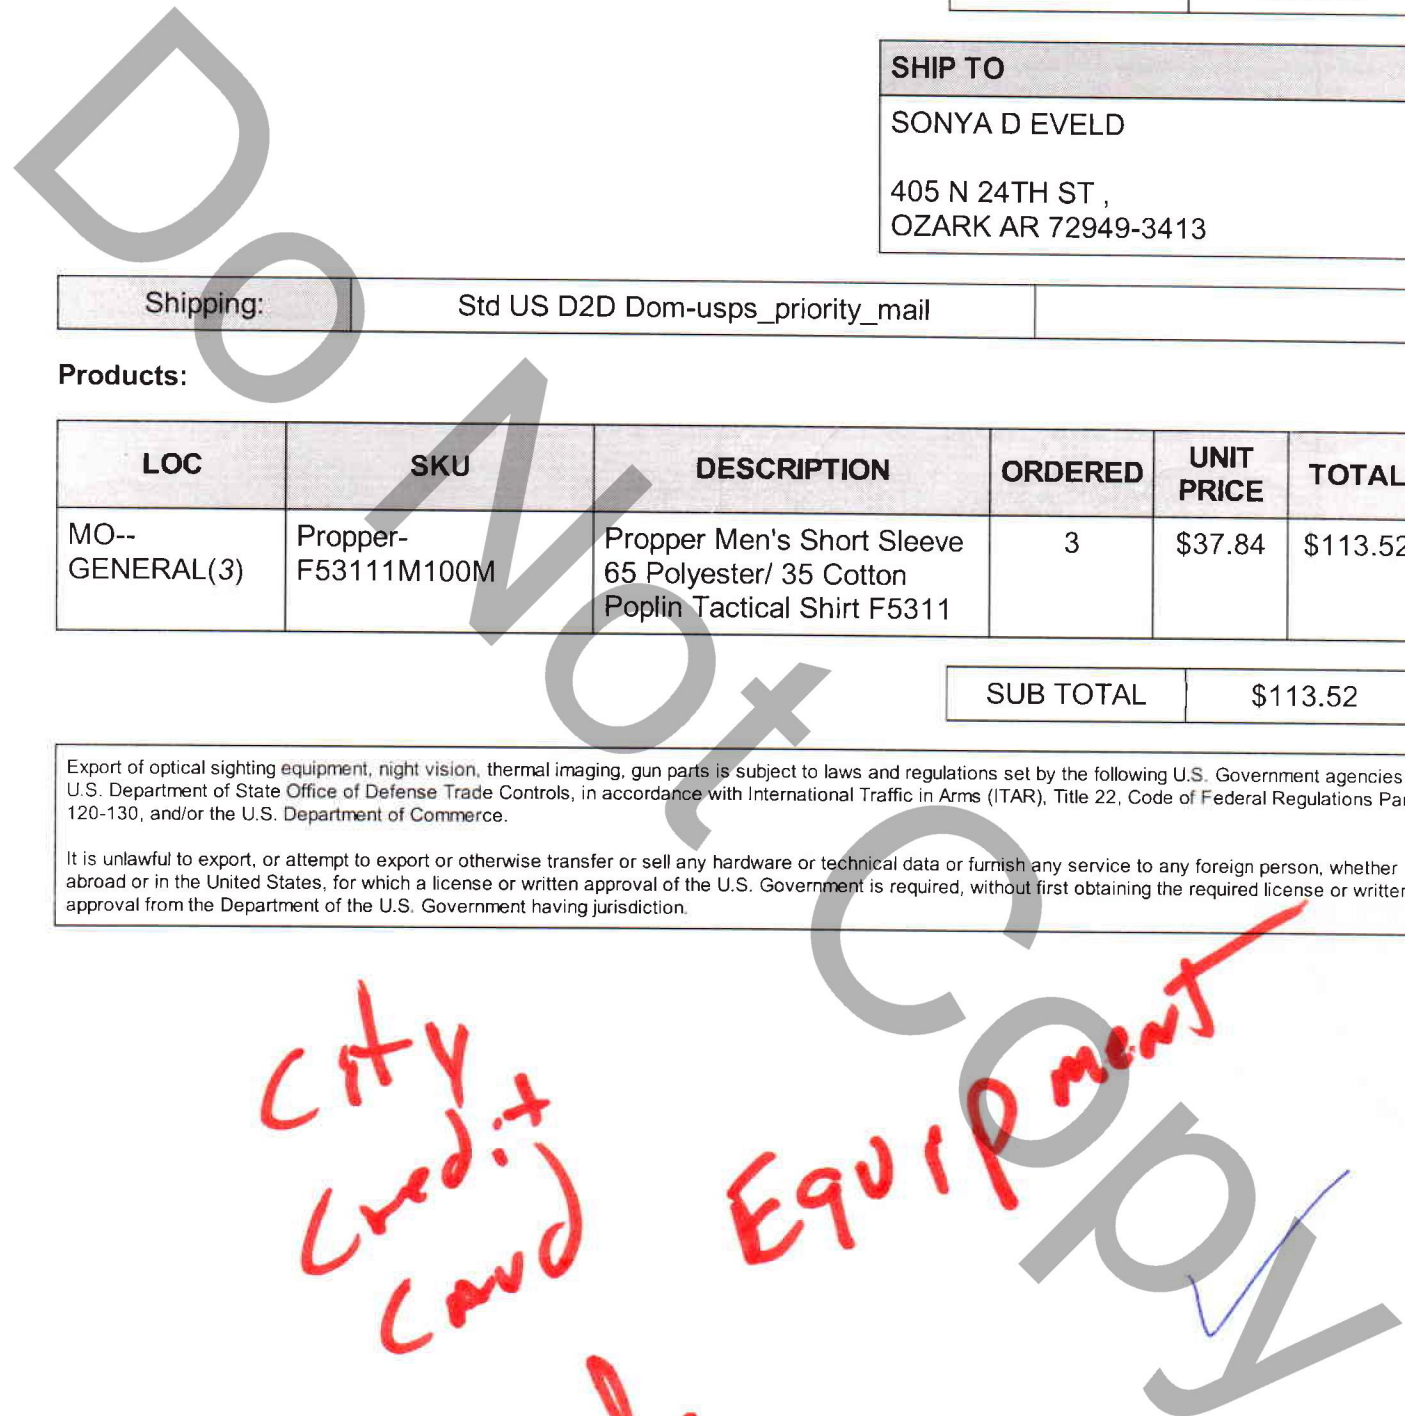 SHIP TO
SONYA D EVELD
405 N 24TH ST ,
OZARK AR 72949-3413
Shipping: Std US D2D Dom-usps_priority_mail
Products:
LOC SKU DESCRIPTION ORDERED UNIT PRICE TOTAL
MO-- Propper- Propper Men's Short Sleeve 3 $37.84 $113.52
GENERAL(3) F53111M100M 65 Polyester/ 35 Cotton
Poplin Tactical Shirt F5311
SUB TOTAL $113.52
Export of optical sighting equipment, night vision, thermal imaging, gun parts is subject to laws and regulations set by the following U.S. Government agencies
U.S. Department of State Office of Defense Trade Controls, in accordance with International Traffic in Arms (ITAR), Title 22, Code of Federal Regulations Par
120-130, and/or the U.S. Department of Commerce.
It is unlawful to export, or attempt to export or otherwise transfer or sell any hardware or technical data or furnish any service to any foreign person, whether
abroad or in the United States, for which a license or written approval of the U.S. Government is required, without first obtaining the required license or written
approval from the Department of the U.S. Government having jurisdiction.
City
Credit
Card
Equipment
Do Not Copy